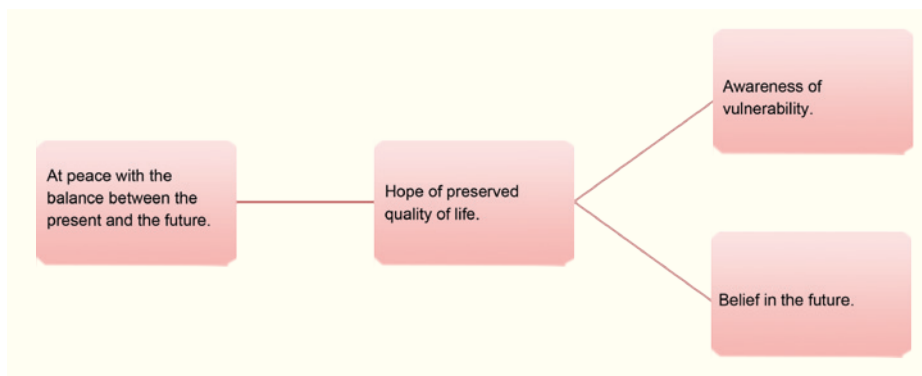 At peace with the
balance between the
present and the future.
Hope of preserved
quality of life.
Awareness of
vulnerability.
Belief in the future.